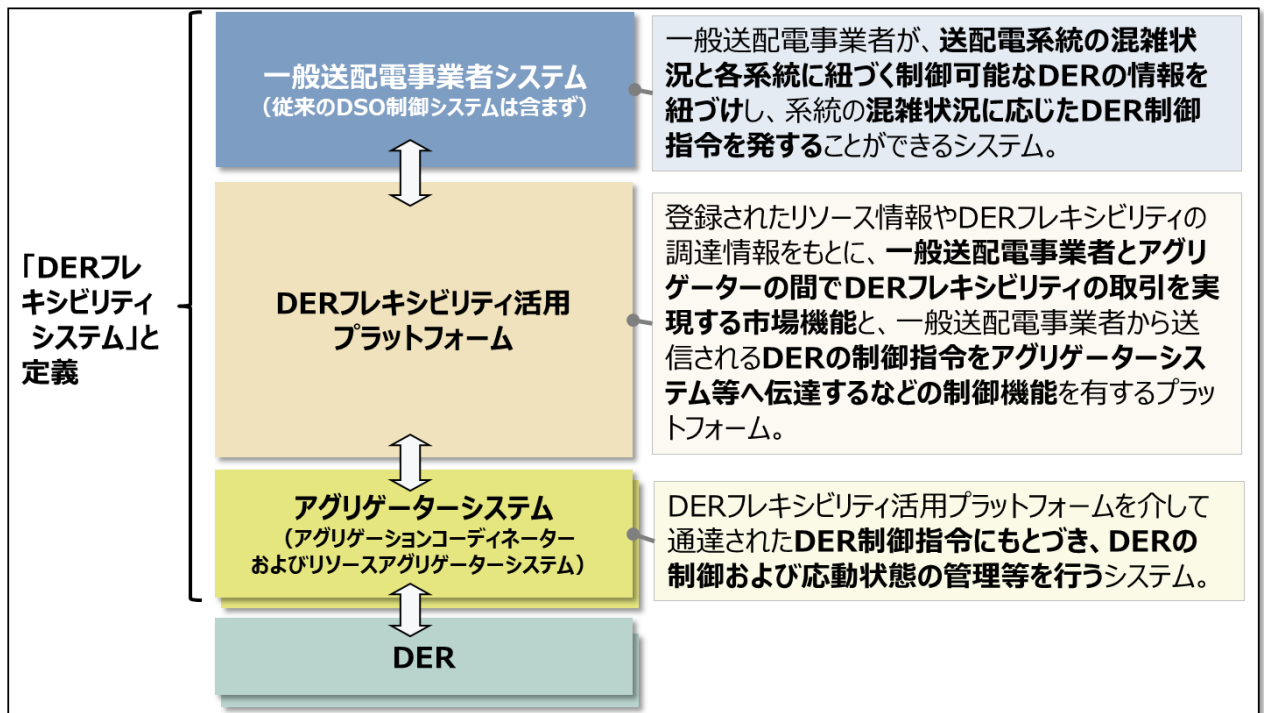 「DERフレ
キシビリティ
システム」と
定義
一般送配電事業者システム
（従来のDSO制御システムは含まず）
一般送配電事業者が、送配電系統の混雑状
況と各系統に紐づく制御可能なDERの情報を
紐づけし、系統の混雑状況に応じたDER制御
指令を発することができるシステム。
DERフレキシビリティ活用
プラットフォーム
登録されたリソース情報やDERフレキシビリティの
調達情報をもとに、一般送配電事業者とアグリ
ゲーターの間でDERフレキシビリティの取引を実
現する市場機能と、一般送配電事業者から送
信されるDERの制御指令をアグリゲーターシス
テム等へ伝達するなどの制御機能を有するプラッ
トフォーム。
アグリゲーターシステム
（アグリゲーションコーディネーター
およびリソースアグリゲーターシステム）
DERフレキシビリティ活用プラットフォームを介して
通達されたDER制御指令にもとづき、DERの
制御および応動状態の管理等を行うシステム。
DER